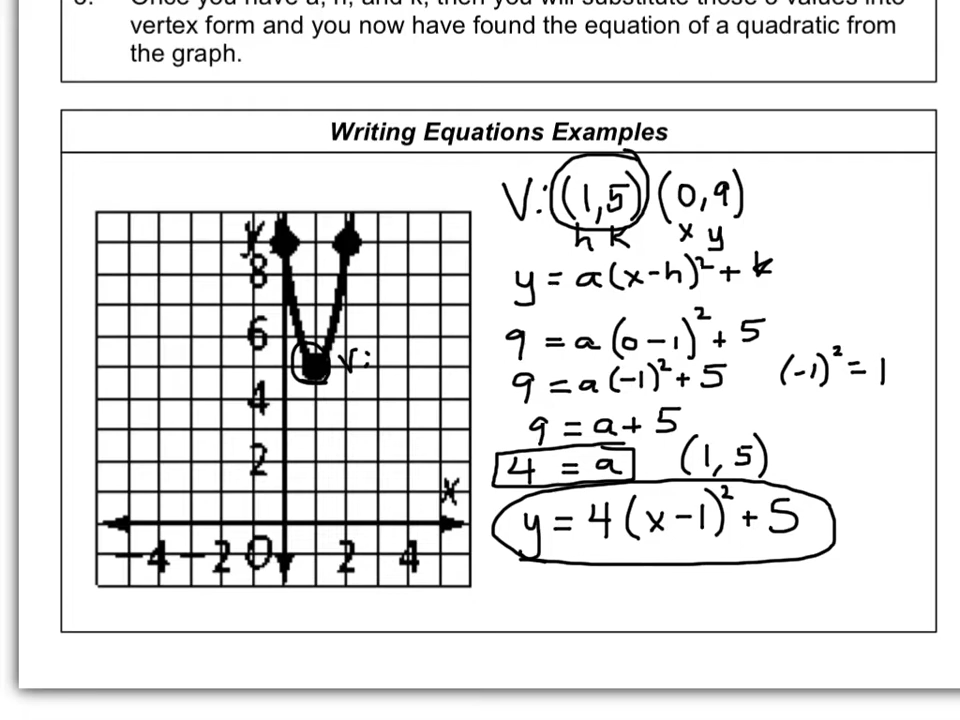 vertex form and you now have found the equation of a quadratic from
the graph.
Writing Equations Examples
V: (1,5) (0,9)
h k x y
y = a(x-h)² + k
9 = a(0-1)² + 5
9 = a(-1)² + 5 (-1)² = 1
9 = a + 5
4 = a (1,5)
y = 4(x-1)² + 5
y
8
6
V:
4
2
x
-4 -2 0 2 4